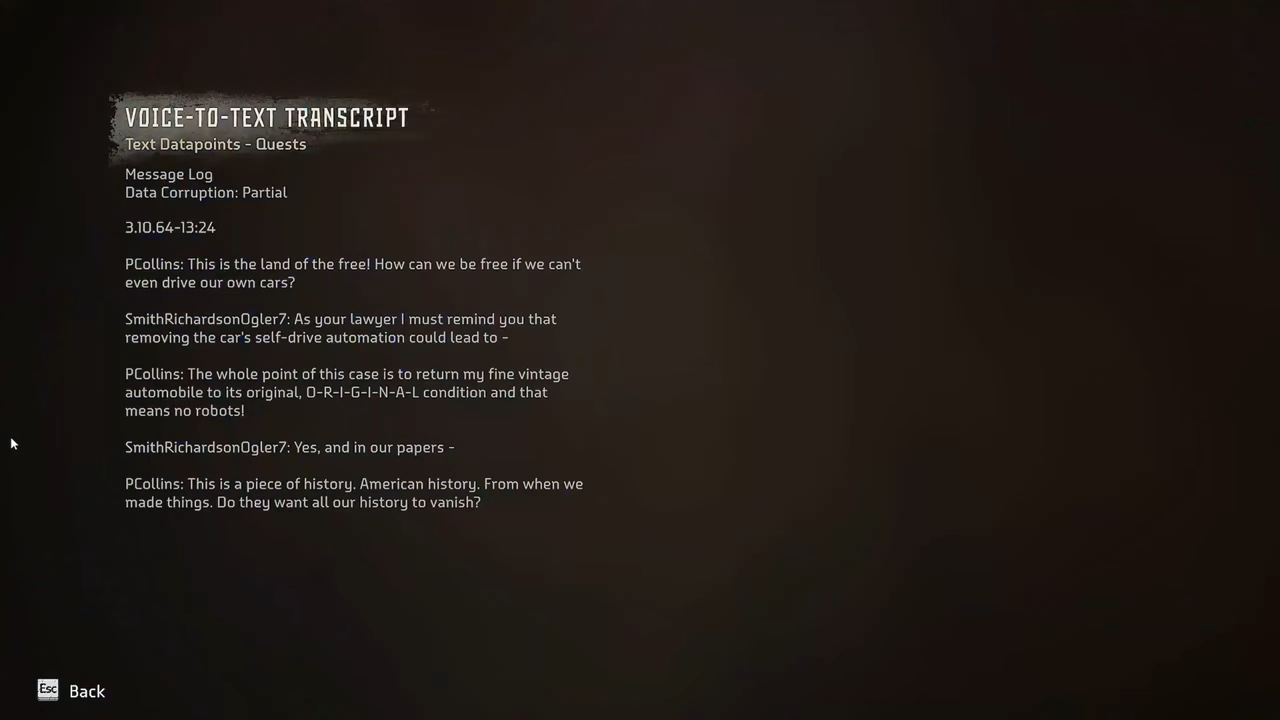 VOICE-TO-TEXT TRANSCRIPT
Text Datapoints - Quests
Message Log
Data Corruption: Partial
3.10.64-13:24
PCollins: This is the land of the free! How can we be free if we can't
even drive our own cars?
SmithRichardsonOgler7: As your lawyer I must remind you that
removing the car's self-drive automation could lead to -
PCollins: The whole point of this case is to return my fine vintage
automobile to its original, O-R-I-G-I-N-A-L condition and that
means no robots!
SmithRichardsonOgler7: Yes, and in our papers -
PCollins: This is a piece of history. American history. From when we
made things. Do they want all our history to vanish?
Esc Back